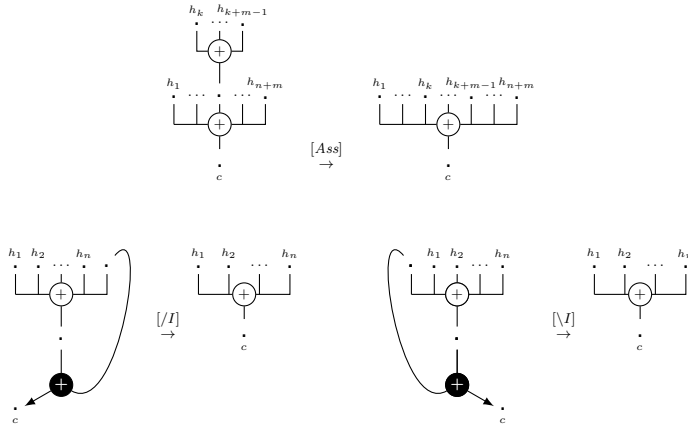 h_k ... h_{k+m−1}
+
h_1 ... ... h_{n+m}
+
c
[Ass]
→
h_1 ... h_k ... h_{k+m−1} ... h_{n+m}
+
c
h_1 h_2 ... h_n
+
+
c
[/I]
→
h_1 h_2 ... h_n
+
c
h_1 h_2 ... h_n
+
+
c
[\I]
→
h_1 h_2 ... h_n
+
c